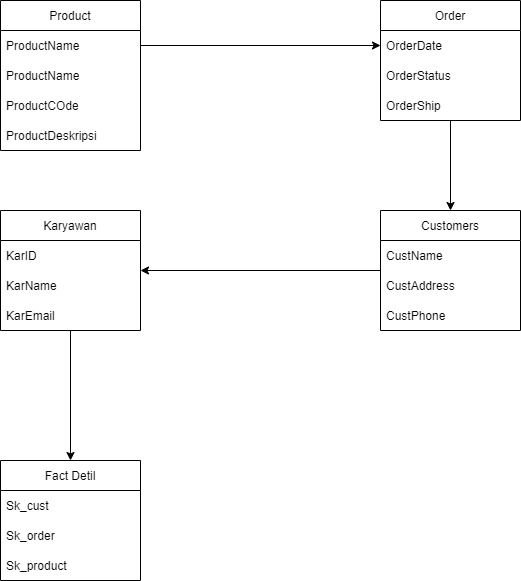 Product
ProductName
ProductName
ProductCOde
ProductDeskripsi
Order
OrderDate
OrderStatus
OrderShip
Karyawan
KarID
KarName
KarEmail
Customers
CustName
CustAddress
CustPhone
Fact Detil
Sk_cust
Sk_order
Sk_product